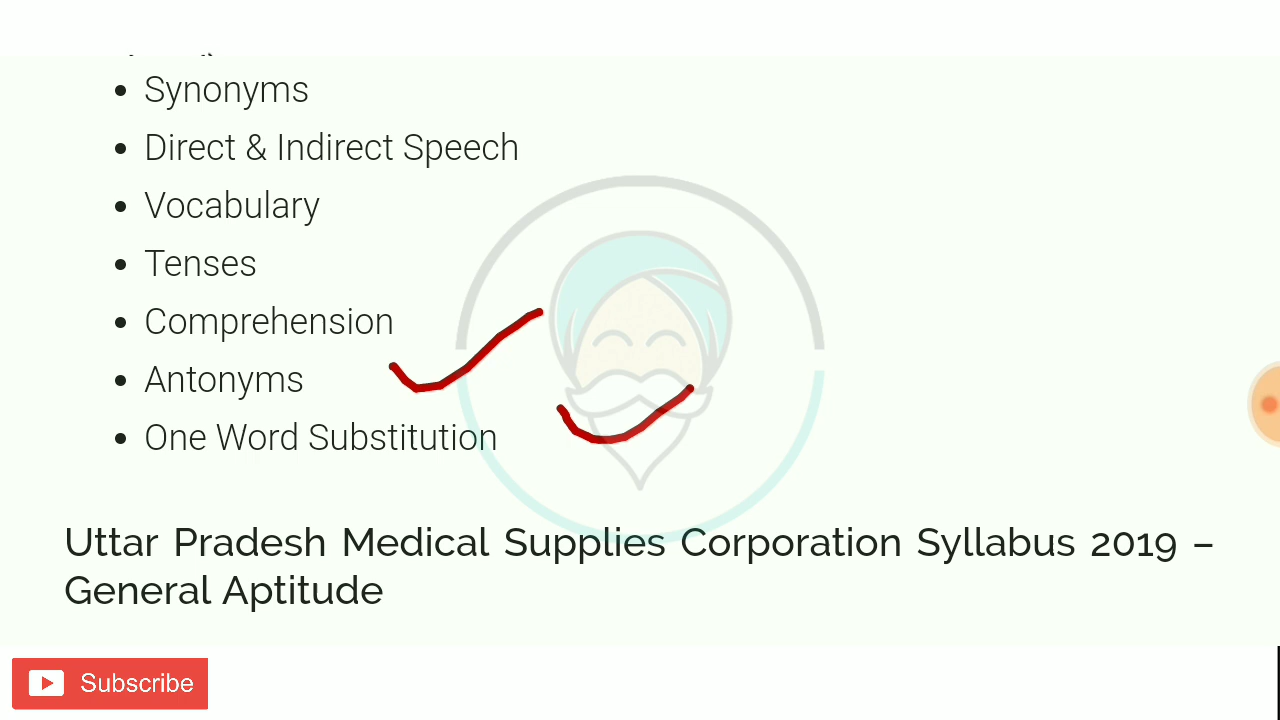 Synonyms
Direct & Indirect Speech
Vocabulary
Tenses
Comprehension
Antonyms
One Word Substitution
Uttar Pradesh Medical Supplies Corporation Syllabus 2019 –
General Aptitude
Subscribe